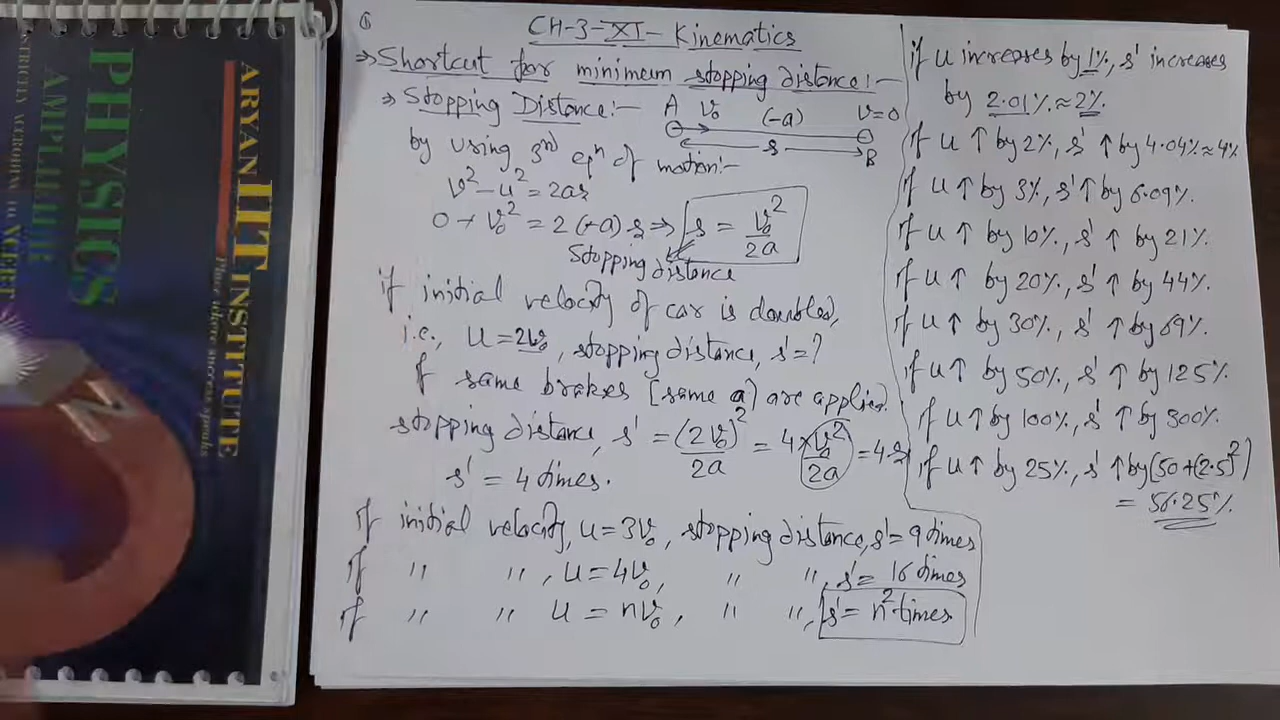 PHYSICS
AMPLITUDE
ARYAN IIT INSTITUTE
Place where success speaks
CH-3-XI- Kinematics
⇒ Shortcut for minimum stopping distance:-
⇒ Stopping Distance:- A v₀ (-a) v=0
s B
by using 3rd eqn of motion:-
v²-u²=2as
0-v₀²=2(-a)s ⇒ s = v₀²/2a
Stopping distance
if initial velocity of car is doubled,
i.e., u=2v₀, stopping distance, s'=?
If same brakes [same a] are applied.
stopping distance, s' = (2v₀)²/2a = 4×v₀²/2a = 4s
s' = 4 times.
If initial velocity, u=3v₀, stopping distance, s'= 9 times
If " ", u=4v₀, " ", s'= 16 times
If " " u=nv₀, " ", s'= n² times
if u increases by 1%, s' increases
by 2.01% ≈ 2%.
If u ↑ by 2%, s' ↑ by 4.04% ≈ 4%
If u ↑ by 3%, s' ↑ by 6.09%.
If u ↑ by 10%, s' ↑ by 21%.
If u ↑ by 20%, s' ↑ by 44%.
If u ↑ by 30%, s' ↑ by 69%.
If u ↑ by 50%, s' ↑ by 125%.
If u ↑ by 100%, s' ↑ by 300%.
If u ↑ by 25%, s' ↑ by (50+(2.5)²)
= 56.25%.